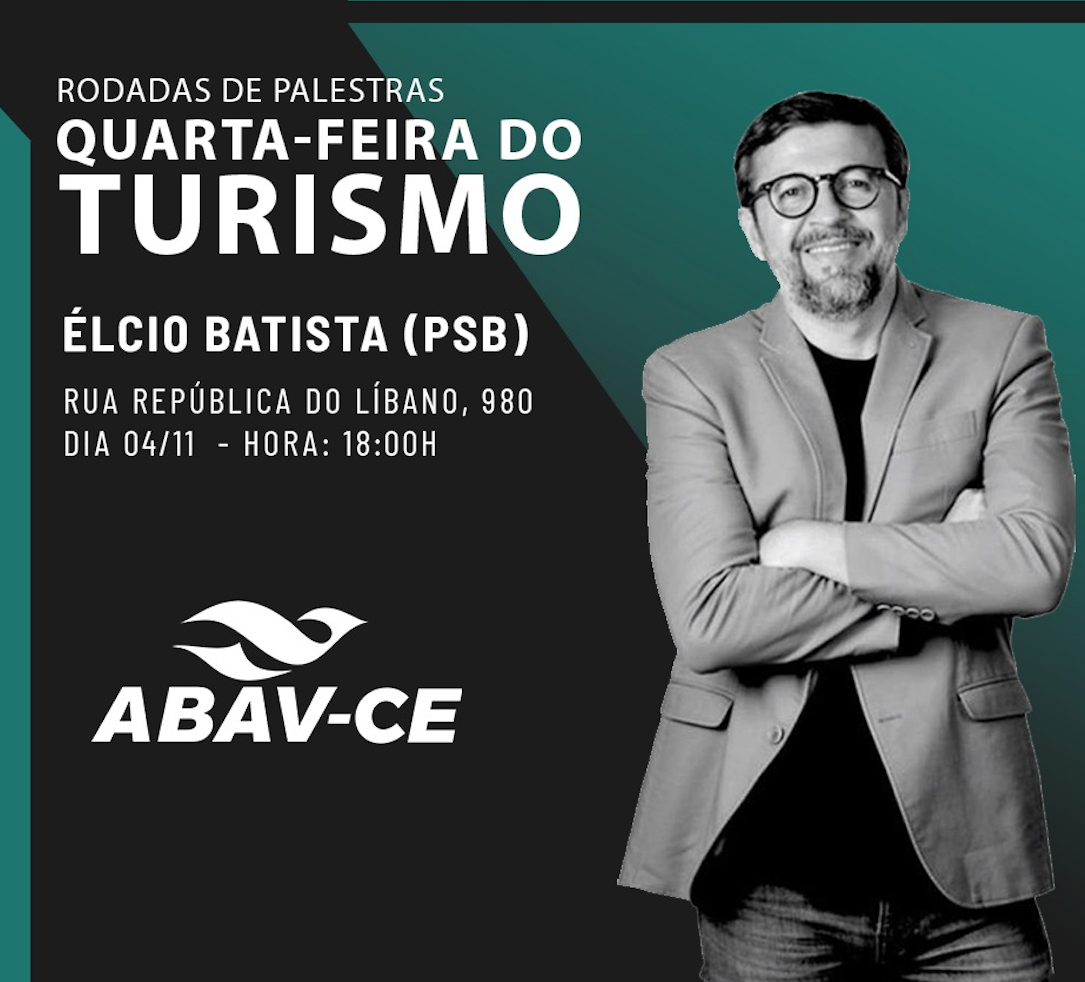 RODADAS DE PALESTRAS
QUARTA-FEIRA DO
TURISMO
ÉLCIO BATISTA (PSB)
RUA REPÚBLICA DO LÍBANO, 980
DIA 04/11 - HORA: 18:00H
ABAV-CE